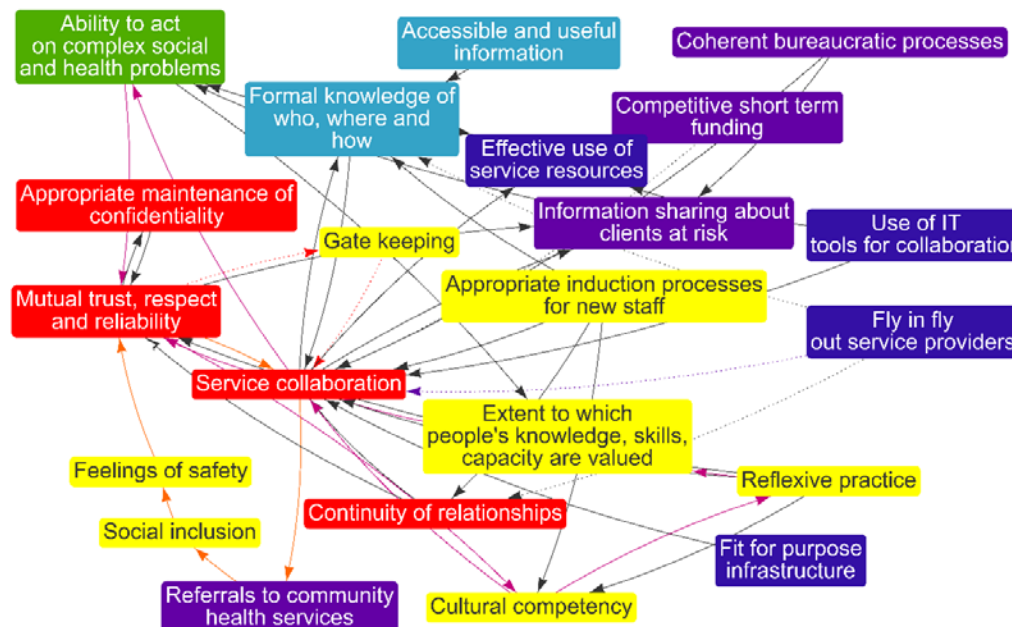 Ability to act
on complex social
and health problems
Accessible and useful
information
Coherent bureaucratic processes
Formal knowledge of
who, where and
how
Competitive short term
funding
Effective use of
service resources
Appropriate maintenance of
confidentiality
Information sharing about
clients at risk
Use of IT
tools for collaboration
Gate keeping
Appropriate induction processes
for new staff
Mutual trust, respect
and reliability
Fly in fly
out service providers
Service collaboration
Extent to which
people's knowledge, skills,
capacity are valued
Feelings of safety
Reflexive practice
Continuity of relationships
Social inclusion
Fit for purpose
infrastructure
Referrals to community
health services
Cultural competency